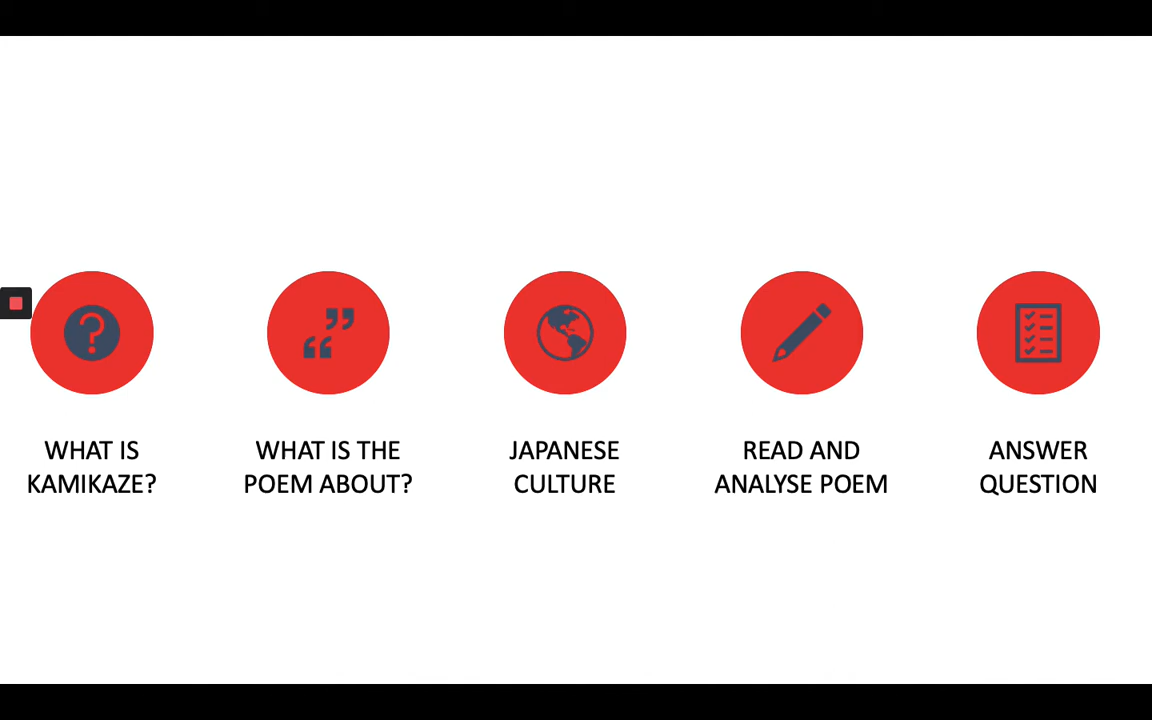 WHAT IS
KAMIKAZE?
WHAT IS THE
POEM ABOUT?
JAPANESE
CULTURE
READ AND
ANALYSE POEM
ANSWER
QUESTION